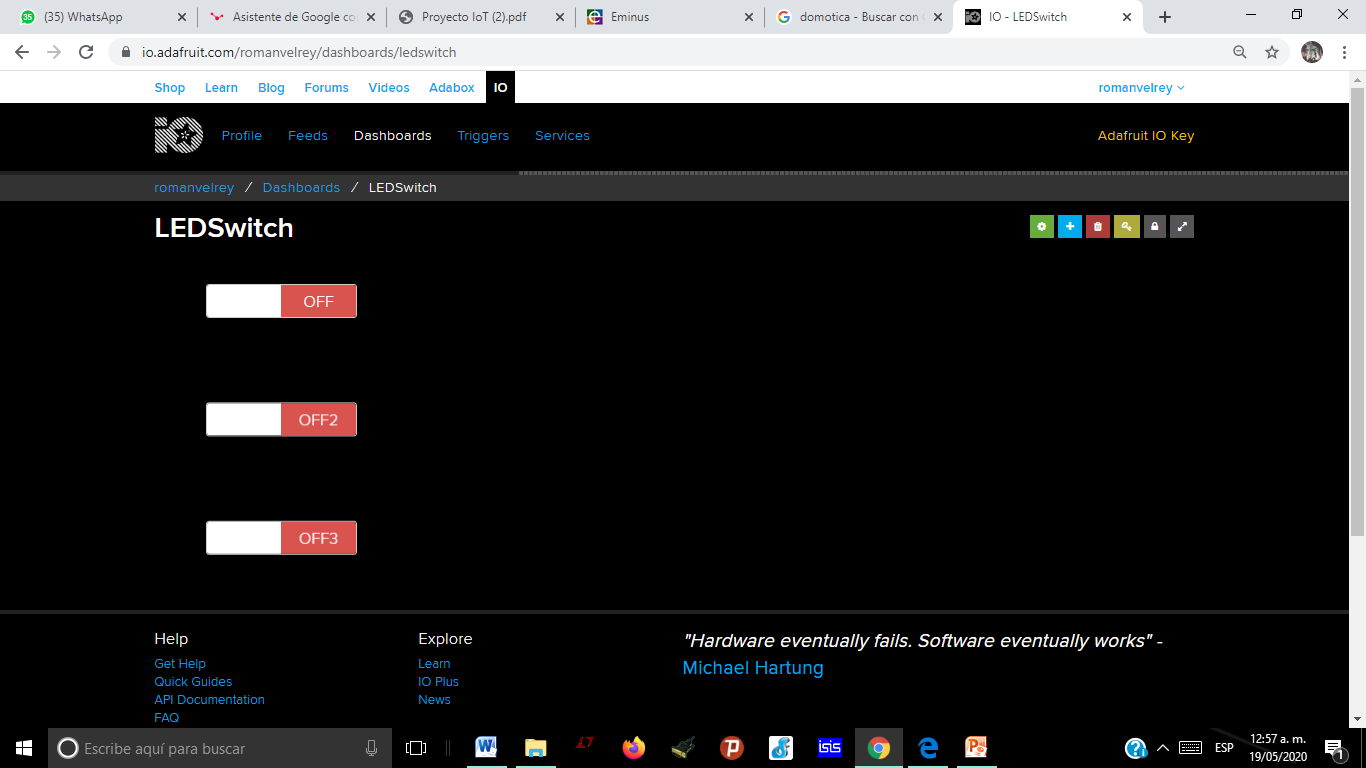 35 (35) WhatsApp
Asistente de Google co
Proyecto IoT (2).pdf
Eminus
domotica - Buscar con
IO - LEDSwitch
io.adafruit.com/romanvelrey/dashboards/ledswitch
Shop Learn Blog Forums Videos Adabox IO romanvelrey
Profile Feeds Dashboards Triggers Services Adafruit IO Key
romanvelrey / Dashboards / LEDSwitch
LEDSwitch
OFF
OFF2
OFF3
Help
Get Help
Quick Guides
API Documentation
FAQ
Explore
Learn
IO Plus
News
"Hardware eventually fails. Software eventually works" -
Michael Hartung
Escribe aquí para buscar
isis
ESP
12:57 a. m.
19/05/2020
1